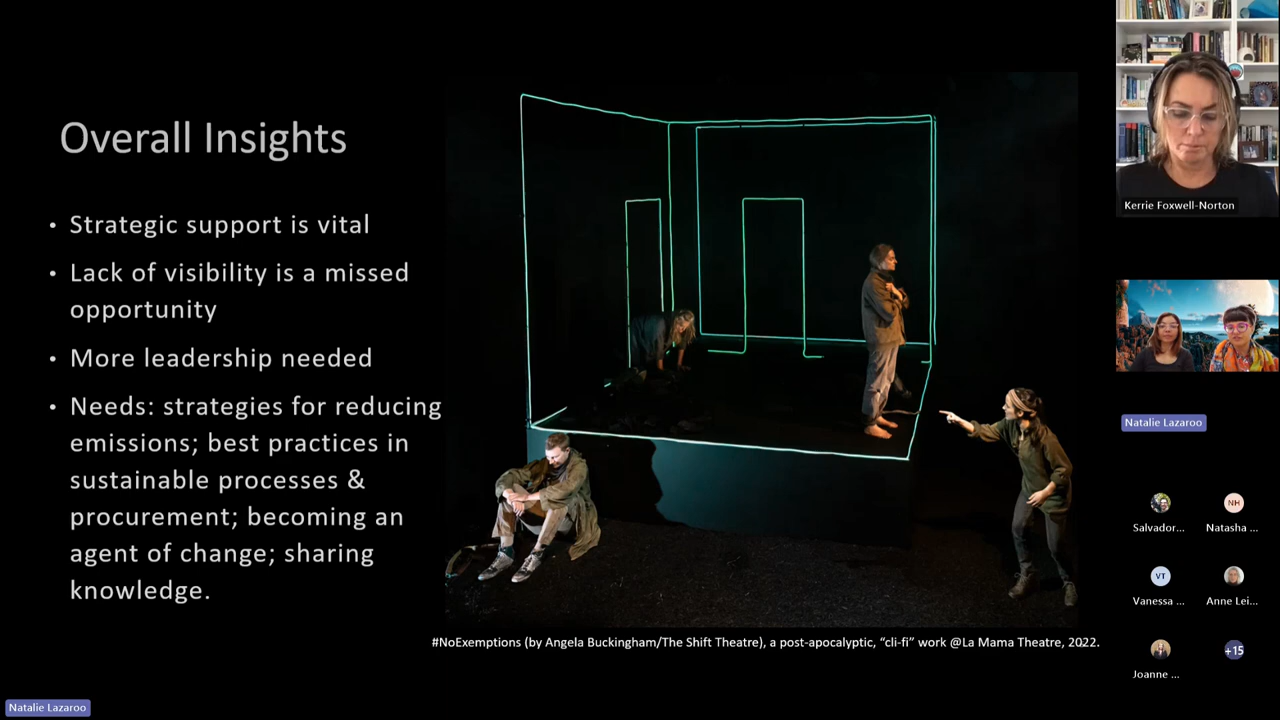 Overall Insights
• Strategic support is vital
• Lack of visibility is a missed
opportunity
• More leadership needed
• Needs: strategies for reducing
emissions; best practices in
sustainable processes &
procurement; becoming an
agent of change; sharing
knowledge.
#NoExemptions (by Angela Buckingham/The Shift Theatre), a post-apocalyptic, “cli-fi” work @La Mama Theatre, 2022.
Natalie Lazaroo
Kerrie Foxwell-Norton
Natalie Lazaroo
NH
Salvador... Natasha ...
VT
Vanessa ... Anne Lei...
+15
Joanne ...